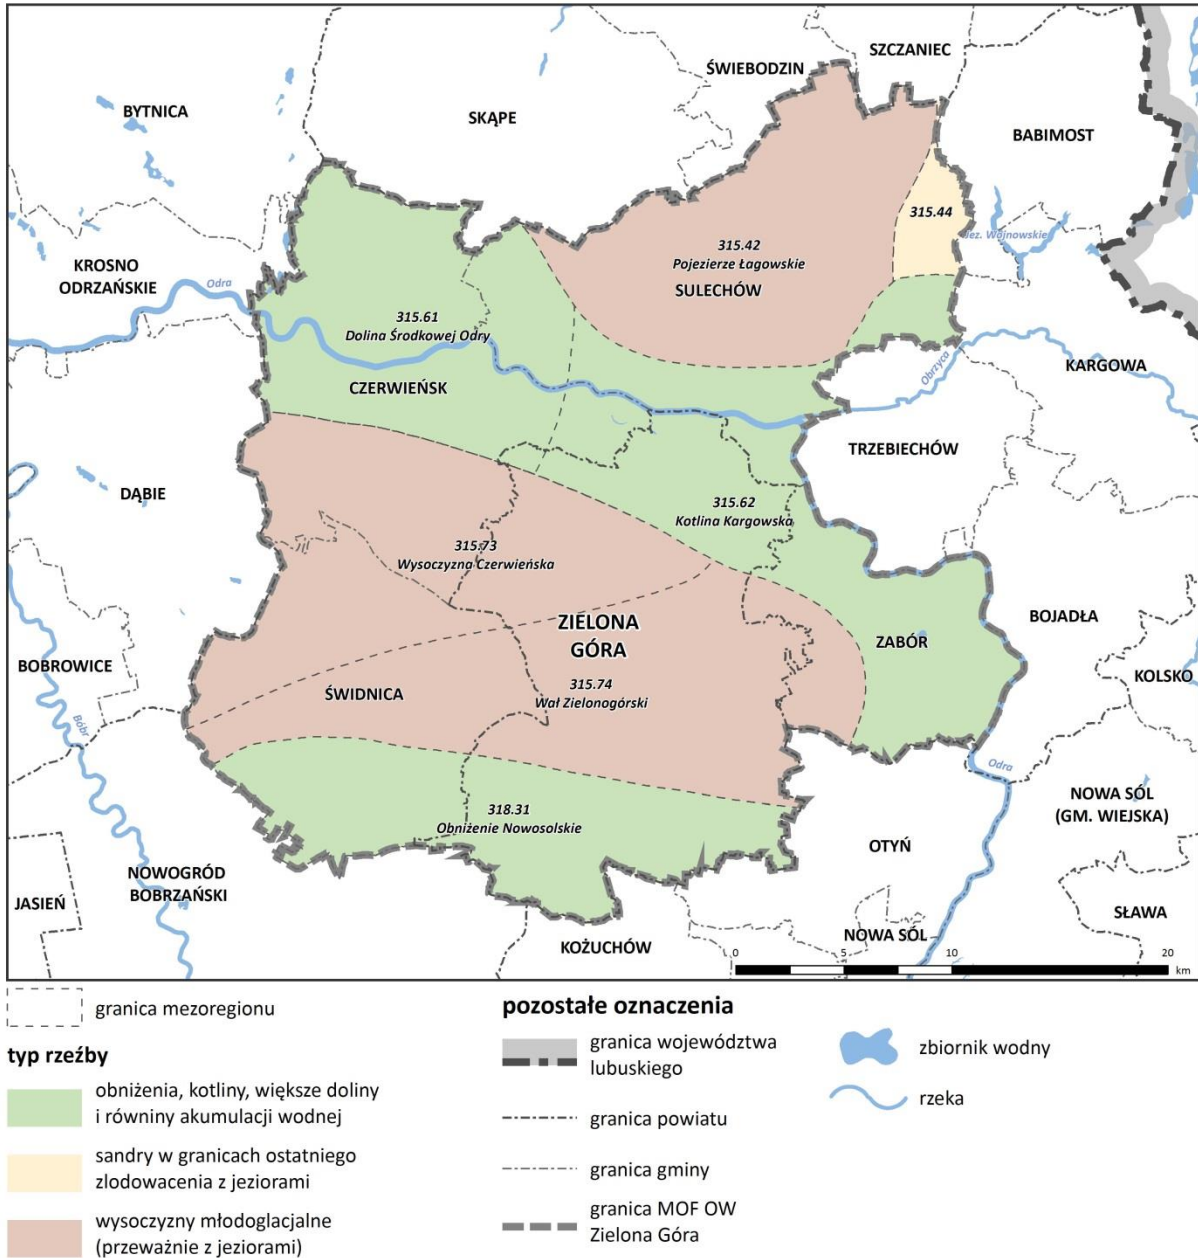 SZCZANIEC
ŚWIEBODZIN
BYTNICA
SKĄPE
BABIMOST
315.44
Jez. Wojnowskie
315.42
Pojezierze Łagowskie
SULECHÓW
KROSNO
ODRZAŃSKIE
Odra
315.61
Dolina Środkowej Odry
CZERWIEŃSK
Obrzyca
KARGOWA
TRZEBIECHÓW
DĄBIE
315.62
Kotlina Kargowska
315.73
Wysoczyzna Czerwieńska
ZIELONA
GÓRA
ZABÓR
BOJADŁA
BOBROWICE
KOLSKO
ŚWIDNICA
315.74
Wał Zielonogórski
Bóbr
Odra
318.31
Obniżenie Nowosolskie
NOWA SÓL
(GM. WIEJSKA)
OTYŃ
NOWOGRÓD
BOBRZAŃSKI
JASIEŃ
SŁAWA
NOWA SÓL
KOŻUCHÓW
0 5 10 20
km
granica mezoregionu
typ rzeźby
obniżenia, kotliny, większe doliny
i równiny akumulacji wodnej
sandry w granicach ostatniego
zlodowacenia z jeziorami
wysoczyzny młodoglacjalne
(przeważnie z jeziorami)
pozostałe oznaczenia
granica województwa
lubuskiego
granica powiatu
granica gminy
granica MOF OW
Zielona Góra
zbiornik wodny
rzeka